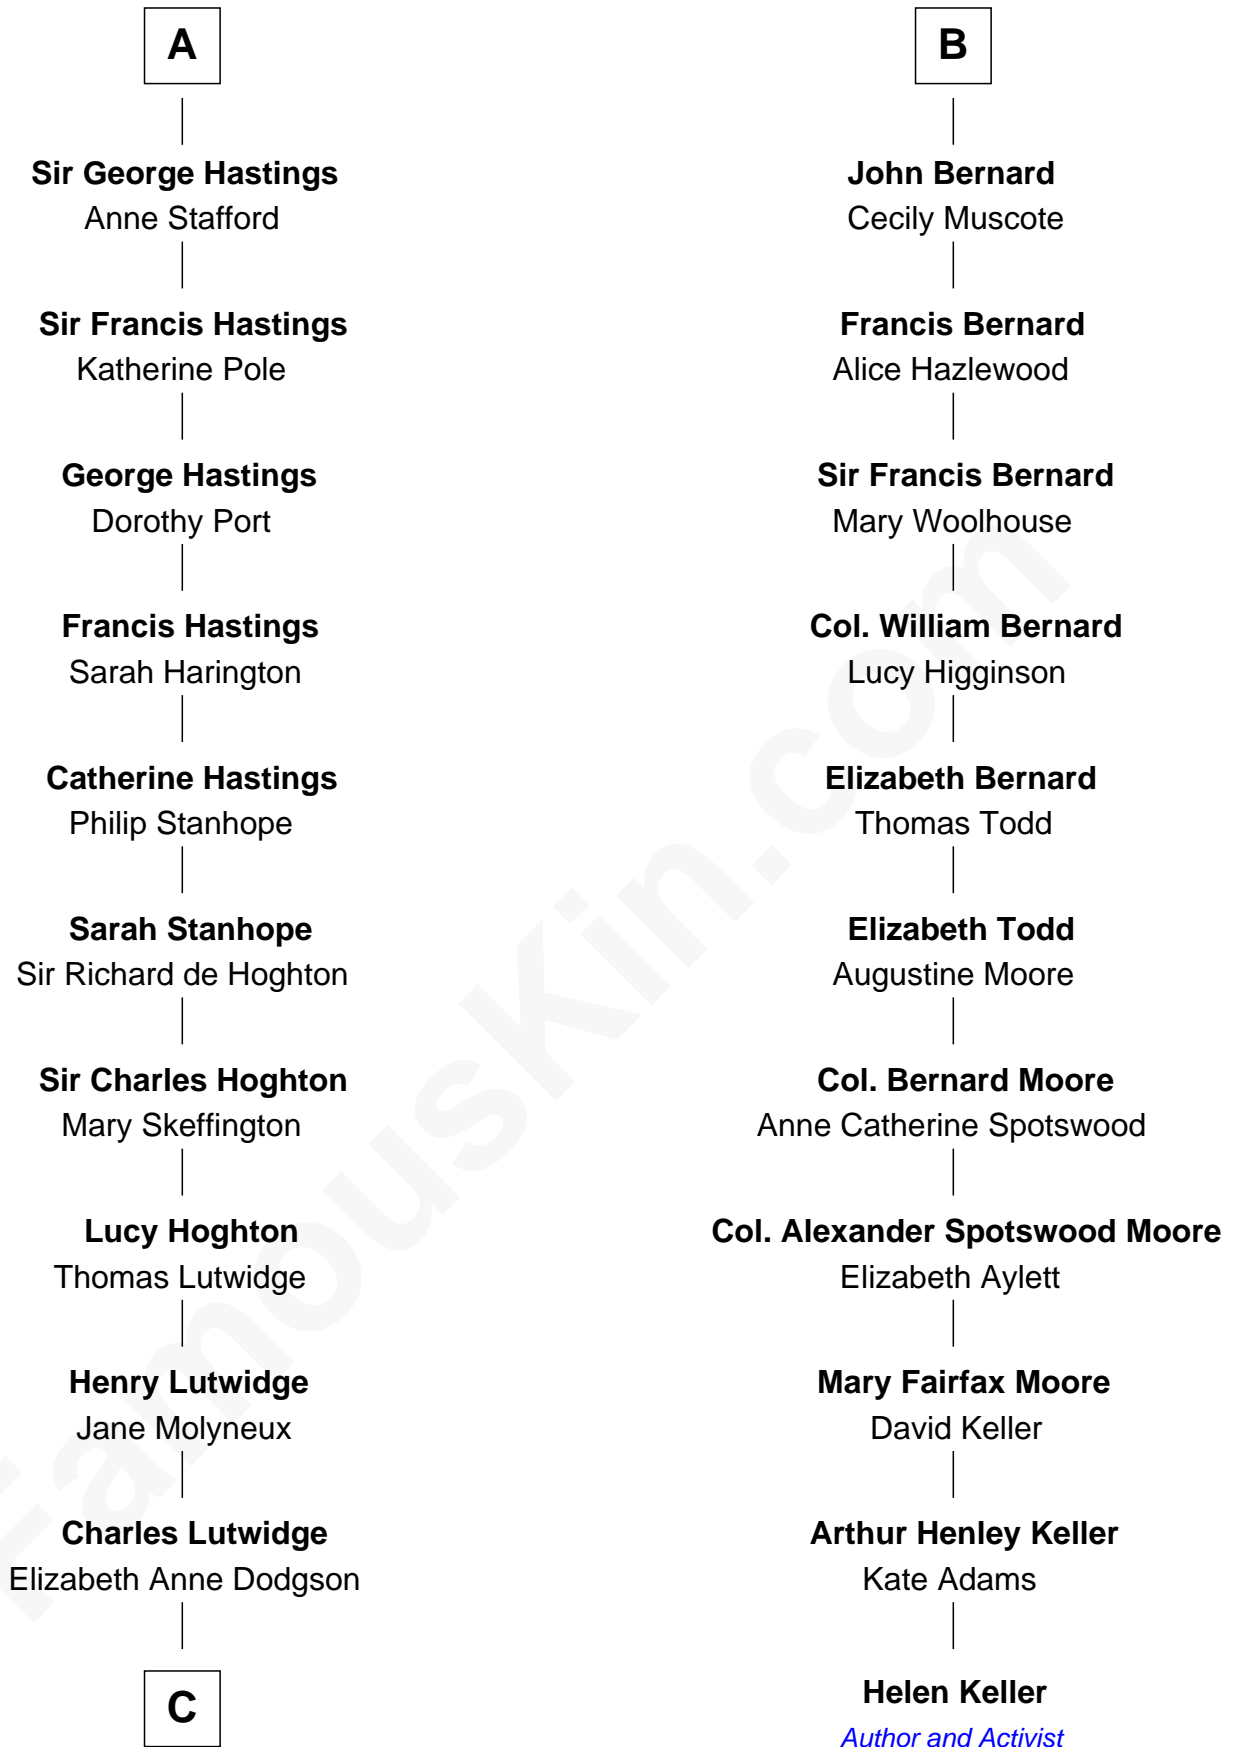 A
Sir George Hastings
Anne Stafford
Sir Francis Hastings
Katherine Pole
George Hastings
Dorothy Port
Francis Hastings
Sarah Harington
Catherine Hastings
Philip Stanhope
Sarah Stanhope
Sir Richard de Hoghton
Sir Charles Hoghton
Mary Skeffington
Lucy Hoghton
Thomas Lutwidge
Henry Lutwidge
Jane Molyneux
Charles Lutwidge
Elizabeth Anne Dodgson
C
B
John Bernard
Cecily Muscote
Francis Bernard
Alice Hazlewood
Sir Francis Bernard
Mary Woolhouse
Col. William Bernard
Lucy Higginson
Elizabeth Bernard
Thomas Todd
Elizabeth Todd
Augustine Moore
Col. Bernard Moore
Anne Catherine Spotswood
Col. Alexander Spotswood Moore
Elizabeth Aylett
Mary Fairfax Moore
David Keller
Arthur Henley Keller
Kate Adams
Helen Keller
Author and Activist
FamousKin.com